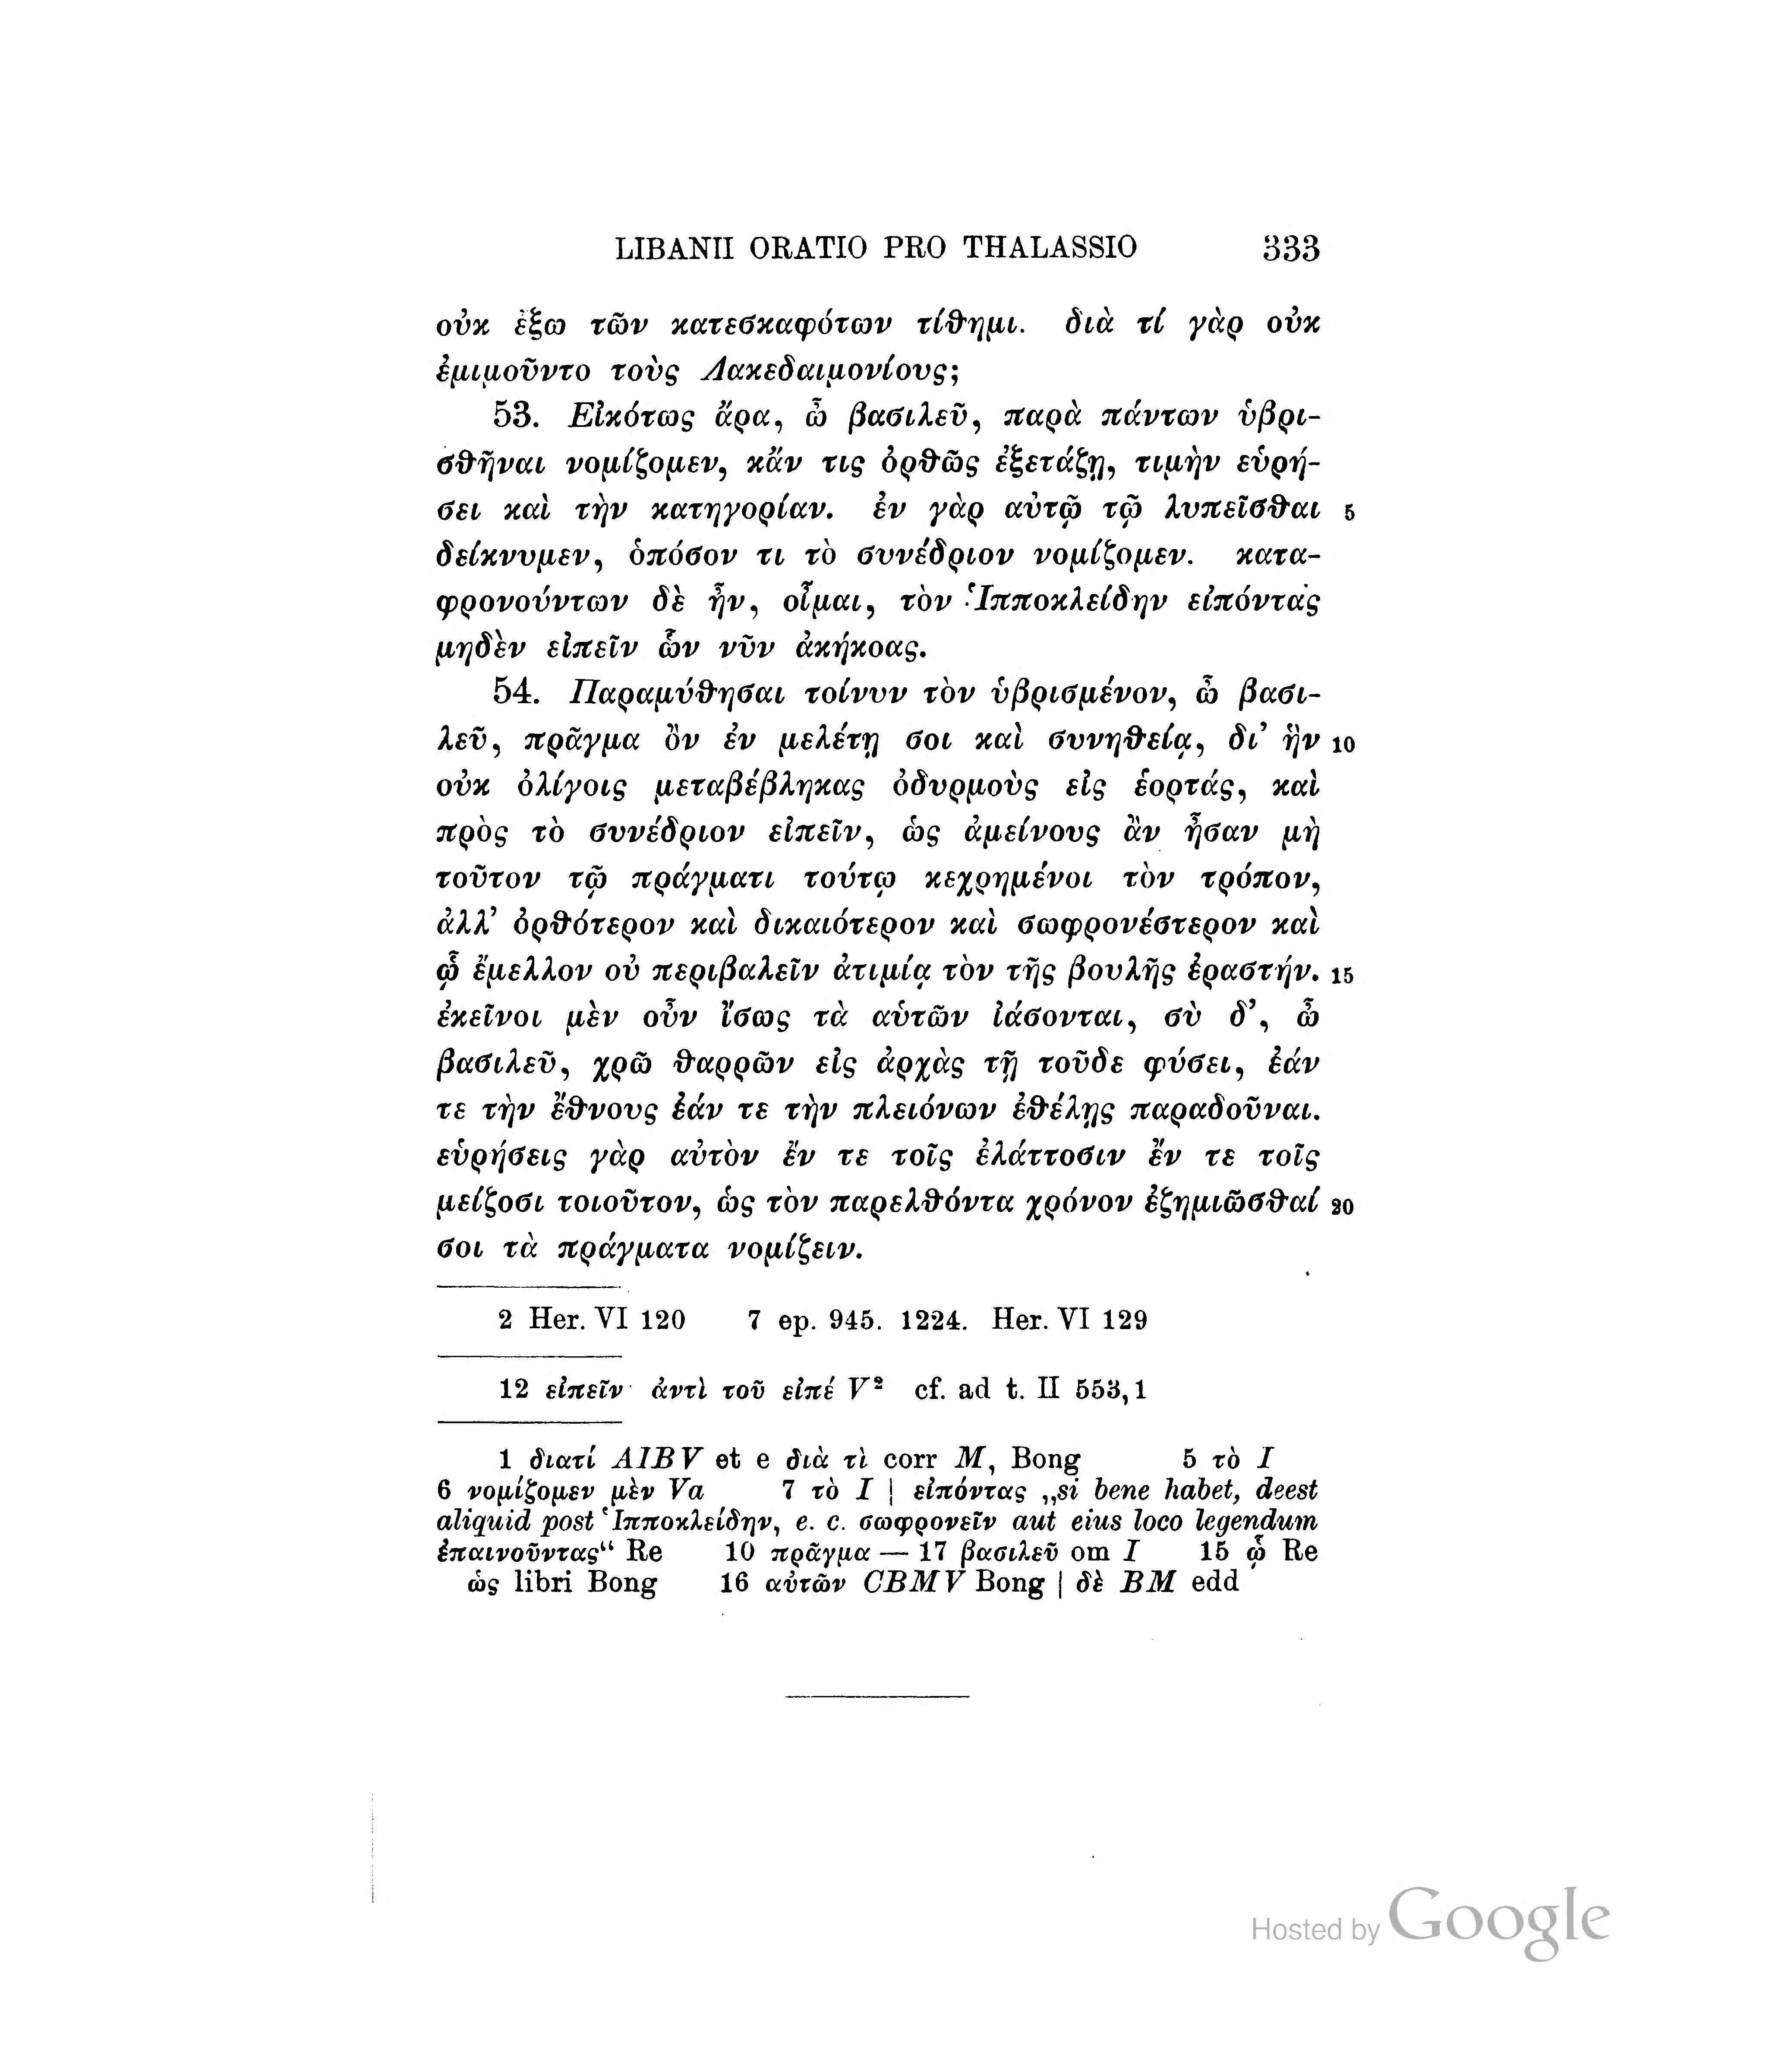 LIBANII ORATIO PRO THALASSIO 333
οὐκ ἔξω τῶν κατεσκαφότων τίθημι. διὰ τί γὰρ οὐκ
ἐμιμοῦντο τοὺς Λακεδαιμονίους;
53. Εἰκότως ἄρα, ὦ βασιλεῦ, παρὰ πάντων ὑβρι-
σθῆναι νομίζομεν, κἄν τις ὀρθῶς ἐξετάζῃ, τιμὴν εὑρή-
σει καὶ τὴν κατηγορίαν. ἐν γὰρ αὐτῷ τῷ λυπεῖσθαι 5
δείκνυμεν, ὁπόσον τι τὸ συνέδριον νομίζομεν. κατα-
φρονούντων δὲ ἦν, οἶμαι, τὸν Ἱπποκλείδην εἰπόντας
μηδὲν εἰπεῖν ὧν νῦν ἀκήκοας.
54. Παραμύθησαι τοίνυν τὸν ὑβρισμένον, ὦ βασι-
λεῦ, πρᾶγμα ὂν ἐν μελέτῃ σοι καὶ συνηθείᾳ, δι’ ἣν 10
οὐκ ὀλίγοις μεταβέβληκας ὀδυρμοὺς εἰς ἑορτάς, καὶ
πρὸς τὸ συνέδριον εἰπεῖν, ὡς ἀμείνους ἂν ἦσαν μὴ
τοῦτον τῷ πράγματι τούτῳ κεχρημένοι τὸν τρόπον,
ἀλλ’ ὀρθότερον καὶ δικαιότερον καὶ σωφρονέστερον καὶ
ᾧ ἔμελλον οὐ περιβαλεῖν ἀτιμίᾳ τὸν τῆς βουλῆς ἐραστήν. 15
ἐκεῖνοι μὲν οὖν ἴσως τὰ αὑτῶν ἰάσονται, σὺ δ’, ὦ
βασιλεῦ, χρῶ θαρρῶν εἰς ἀρχὰς τῇ τοῦδε φύσει, ἐάν
τε τὴν ἔθνους ἐάν τε τὴν πλειόνων ἐθέλῃς παραδοῦναι.
εὑρήσεις γὰρ αὐτὸν ἔν τε τοῖς ἐλάττοσιν ἔν τε τοῖς
μείζοσι τοιοῦτον, ὡς τὸν παρελθόντα χρόνον ἐζημιῶσθαί 20
σοι τὰ πράγματα νομίζειν.
2 Her. VI 120 7 ep. 945. 1224. Her. VI 129
12 εἰπεῖν ἀντὶ τοῦ εἰπέ V² cf. ad t. II 553,1
1 διατί AIBV et e διὰ τὶ corr M, Bong 5 τὸ I
6 νομίζομεν μὲν Va 7 τὸ I | εἰπόντας „si bene habet, deest
aliquid post Ἱπποκλείδην, e. c. σωφρονεῖν aut eius loco legendum
ἐπαινοῦντας“ Re 10 πρᾶγμα — 17 βασιλεῦ om I 15 ᾧ Re
ὡς libri Bong 16 αὐτῶν CBMV Bong | δὲ BM edd
Hosted by Google